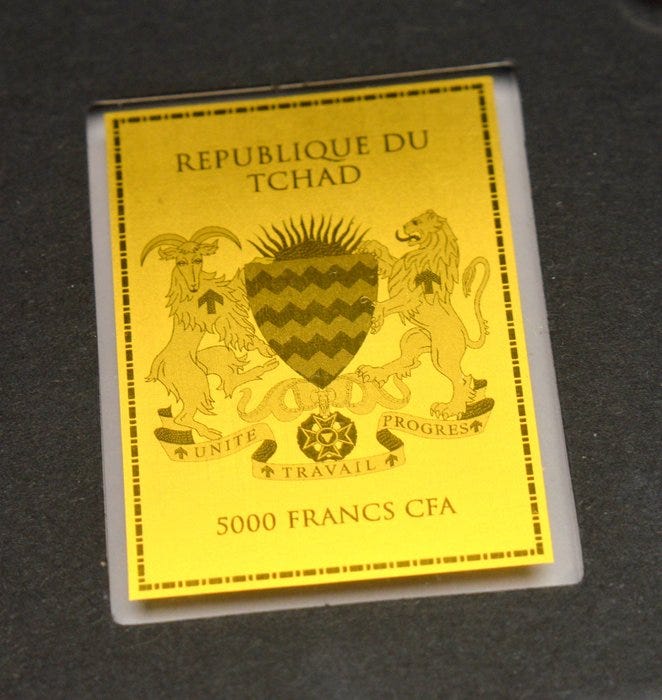 REPUBLIQUE DU
TCHAD
UNITE
TRAVAIL
PROGRES
5000 FRANCS CFA